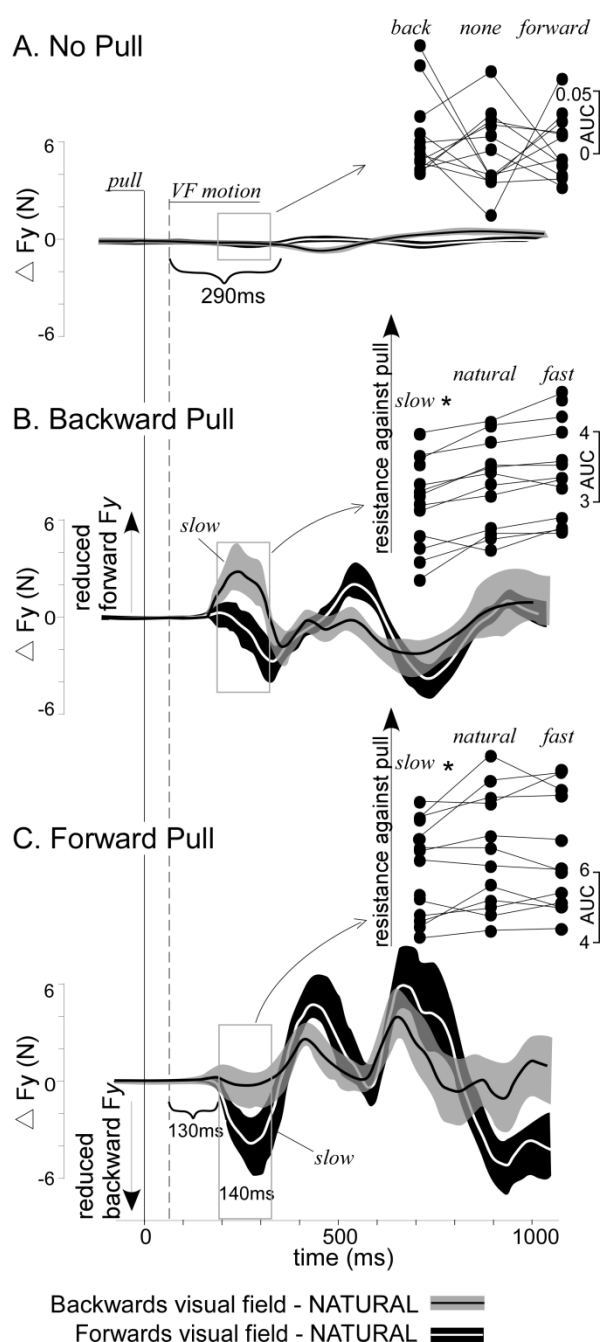 A. No Pull
back none forward
0.05
AUC
0
6
pull
VF motion
△ Fy (N)
0
290ms
-6
B. Backward Pull
resistance against pull
natural fast
slow *
4
AUC
3
reduced
forward Fy
slow
6
△ Fy (N)
0
-6
C. Forward Pull
resistance against pull
natural fast
slow *
6
AUC
4
6
△ Fy (N)
0
130ms
reduced
backward Fy
slow
140ms
-6
0 500 1000
time (ms)
Backwards visual field - NATURAL
Forwards visual field - NATURAL